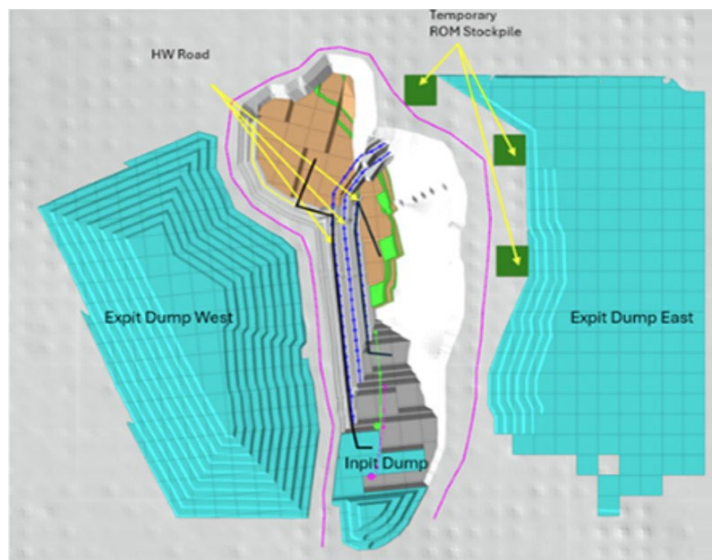 Temporary
ROM Stockpile
HW Road
Expit Dump West
Expit Dump East
Inpit Dump